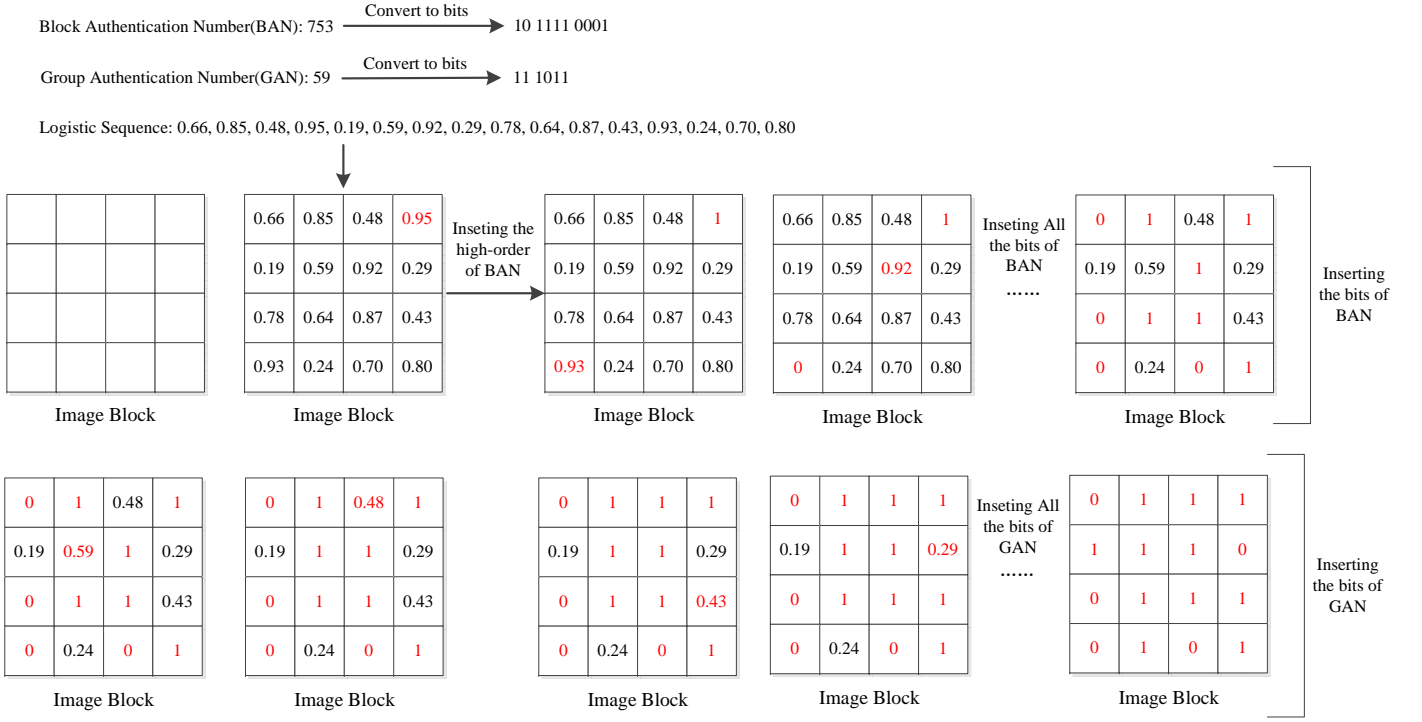 Block Authentication Number(BAN): 753
Convert to bits
10 1111 0001
Group Authentication Number(GAN): 59
Convert to bits
11 1011
Logistic Sequence: 0.66, 0.85, 0.48, 0.95, 0.19, 0.59, 0.92, 0.29, 0.78, 0.64, 0.87, 0.43, 0.93, 0.24, 0.70, 0.80
Image Block
0.66 0.85 0.48 0.95
0.19 0.59 0.92 0.29
0.78 0.64 0.87 0.43
0.93 0.24 0.70 0.80
Image Block
Inseting the
high-order
of BAN
0.66 0.85 0.48 1
0.19 0.59 0.92 0.29
0.78 0.64 0.87 0.43
0.93 0.24 0.70 0.80
Image Block
0.66 0.85 0.48 1
0.19 0.59 0.92 0.29
0.78 0.64 0.87 0.43
0 0.24 0.70 0.80
Image Block
Inseting All
the bits of
BAN
......
0 1 0.48 1
0.19 0.59 1 0.29
0 1 1 0.43
0 0.24 0 1
Image Block
Inserting
the bits of
BAN
0 1 0.48 1
0.19 0.59 1 0.29
0 1 1 0.43
0 0.24 0 1
Image Block
0 1 0.48 1
0.19 1 1 0.29
0 1 1 0.43
0 0.24 0 1
Image Block
0 1 1 1
0.19 1 1 0.29
0 1 1 0.43
0 0.24 0 1
Image Block
0 1 1 1
0.19 1 1 0.29
0 1 1 1
0 0.24 0 1
Image Block
Inseting All
the bits of
GAN
......
0 1 1 1
1 1 1 0
0 1 1 1
0 1 0 1
Image Block
Inserting
the bits of
GAN